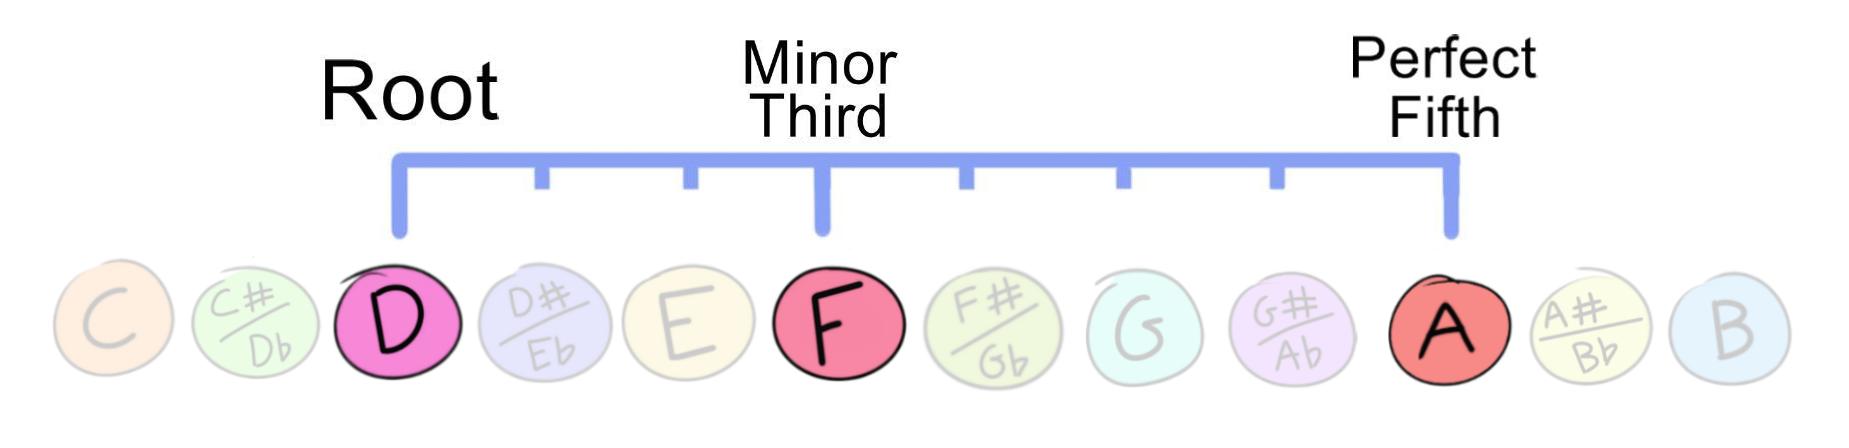 Root
Minor
Third
Perfect
Fifth
C
C#
Db
D
D#
Eb
E
F
F#
Gb
G
G#
Ab
A
A#
Bb
B